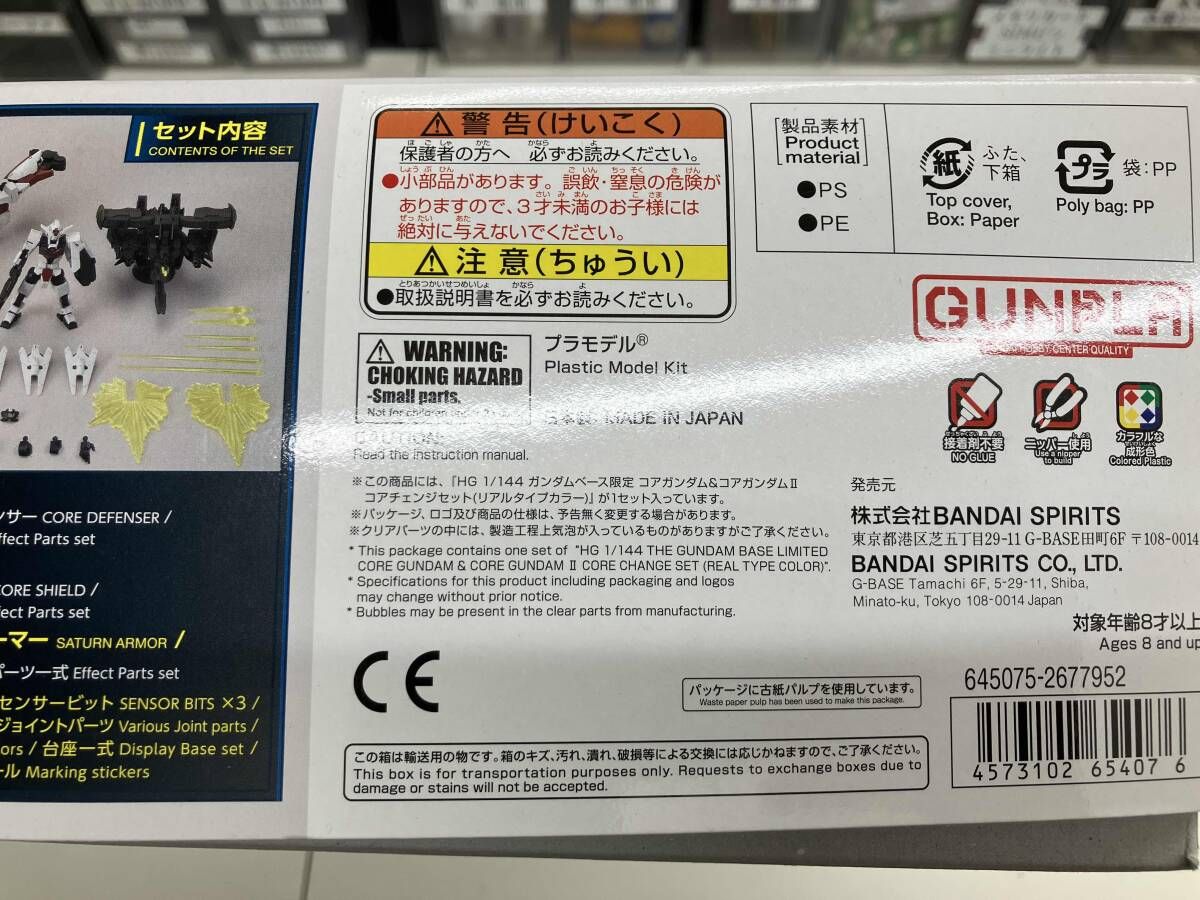 セット内容
CONTENTS OF THE SET
ンサー CORE DEFENSER /
ffect Parts set
CORE SHIELD /
fect Parts set
ーマー SATURN ARMOR /
パーツ一式 Effect Parts set
センサービット SENSOR BITS ×3 /
ジョイントパーツ Various Joint parts /
ors / 台座一式 Display Base set /
ール Marking stickers
警告(けいこく)
保護者の方へ 必ずお読みください。
●小部品があります。誤飲・窒息の危険が
ありますので、3才未満のお子様には
絶対に与えないでください。
注意(ちゅうい)
●取扱説明書を必ずお読みください。
WARNING:
CHOKING HAZARD
-Small parts.
Not for children under 3
プラモデル®
Plastic Model Kit
日本製 MADE IN JAPAN
CAUTION:
Read the instruction manual.
※この商品には、「HG 1/144 ガンダムベース限定 コアガンダム&コアガンダムⅡ
コアチェンジセット(リアルタイプカラー)」が1セット入っています。
※パッケージ、ロゴ及び商品の仕様は、予告無く変更する場合があります。
※クリアパーツの中には、製造工程上気泡が入っているものがありますがご了承ください。
* This package contains one set of "HG 1/144 THE GUNDAM BASE LIMITED
CORE GUNDAM & CORE GUNDAM Ⅱ CORE CHANGE SET (REAL TYPE COLOR)".
* Specifications for this product including packaging and logos
may change without prior notice.
* Bubbles may be present in the clear parts from manufacturing.
CE
パッケージに古紙パルプを使用しています。
Waste paper pulp has been used to make this package.
この箱は輸送用の物です。箱のキズ、汚れ、潰れ、破損等による交換には応じかねますので、ご了承ください。
This box is for transportation purposes only. Requests to exchange boxes due to
damage or stains will not be accepted.
[製品素材]
Product
material
●PS
●PE
紙
ふた、
下箱
Top cover,
Box: Paper
プラ
袋:PP
Poly bag: PP
GUNPLA
HOBBY CENTER QUALITY
接着剤不要
NO GLUE
ニッパー使用
Use a nipper
to build
カラフルな
成形色
Colored Plastic
発売元
株式会社BANDAI SPIRITS
東京都港区芝五丁目29-11 G-BASE田町6F 〒108-0014
BANDAI SPIRITS CO., LTD.
G-BASE Tamachi 6F, 5-29-11, Shiba,
Minato-ku, Tokyo 108-0014 Japan
対象年齢8才以上
Ages 8 and up
645075-2677952
4573102 65407 6